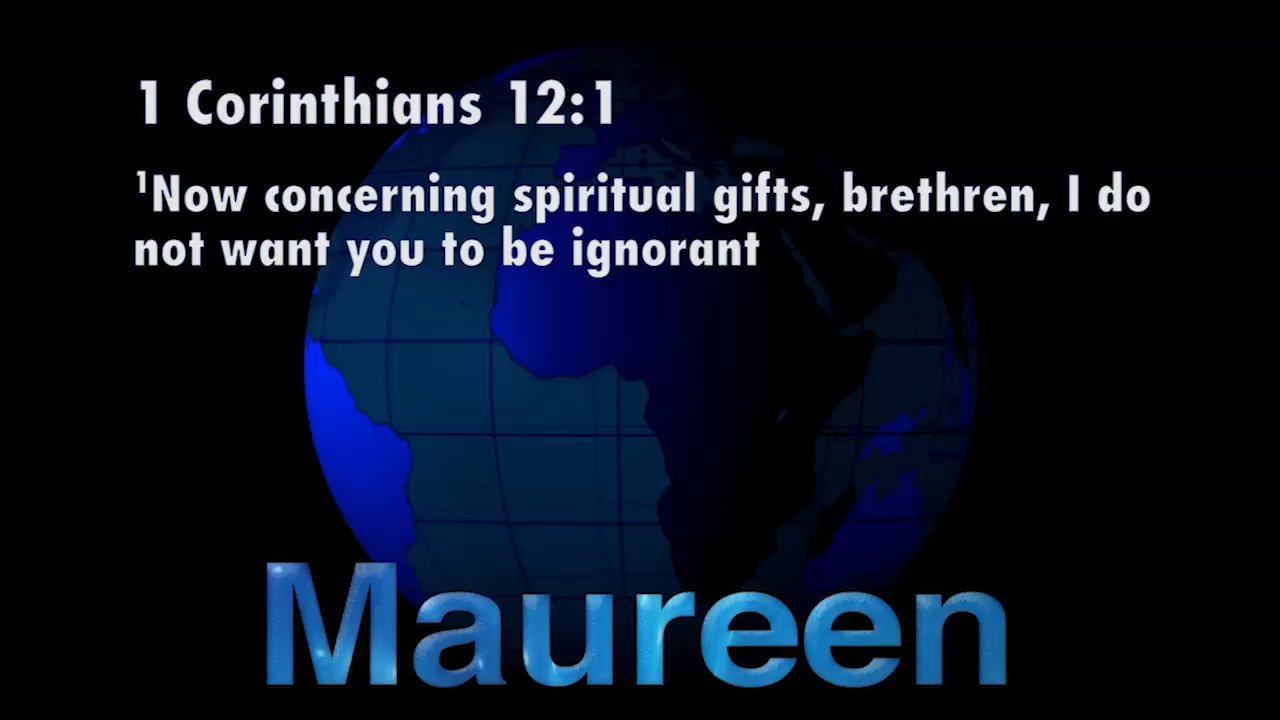 1 Corinthians 12:1
¹Now concerning spiritual gifts, brethren, I do
not want you to be ignorant
Maureen